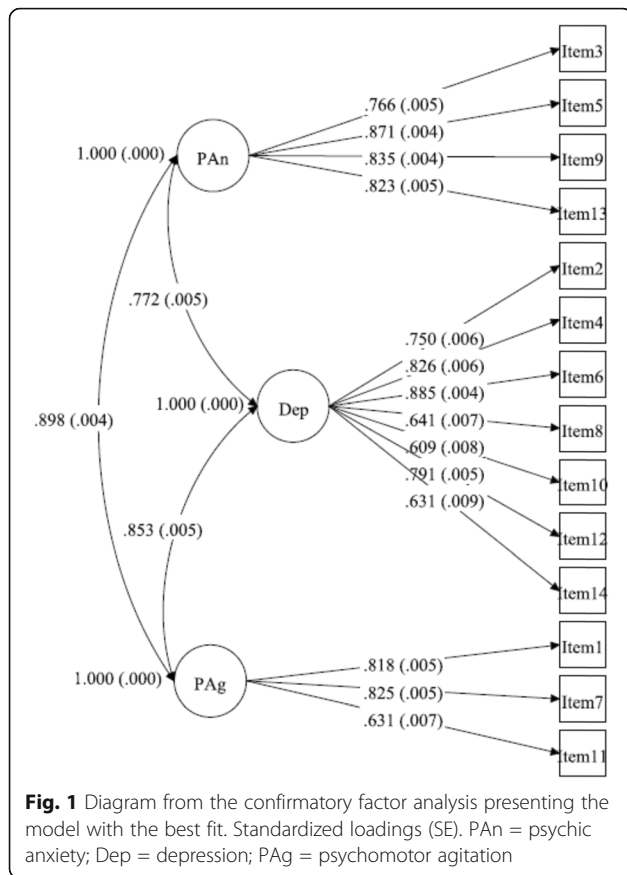 Item3
.766 (.005)
Item5
.871 (.004)
1.000 (.000)
PAn
.835 (.004)
Item9
.823 (.005)
Item13
.772 (.005)
Item2
.750 (.006)
Item4
.826 (.006)
.885 (.004)
Item6
1.000 (.000)
Dep
.641 (.007)
Item8
.898 (.004)
.609 (.008)
Item10
.791 (.005)
.631 (.009)
Item12
.853 (.005)
Item14
Item1
.818 (.005)
1.000 (.000)
PAg
.825 (.005)
Item7
.631 (.007)
Item11
Fig. 1 Diagram from the confirmatory factor analysis presenting the
model with the best fit. Standardized loadings (SE). PAn = psychic
anxiety; Dep = depression; PAg = psychomotor agitation